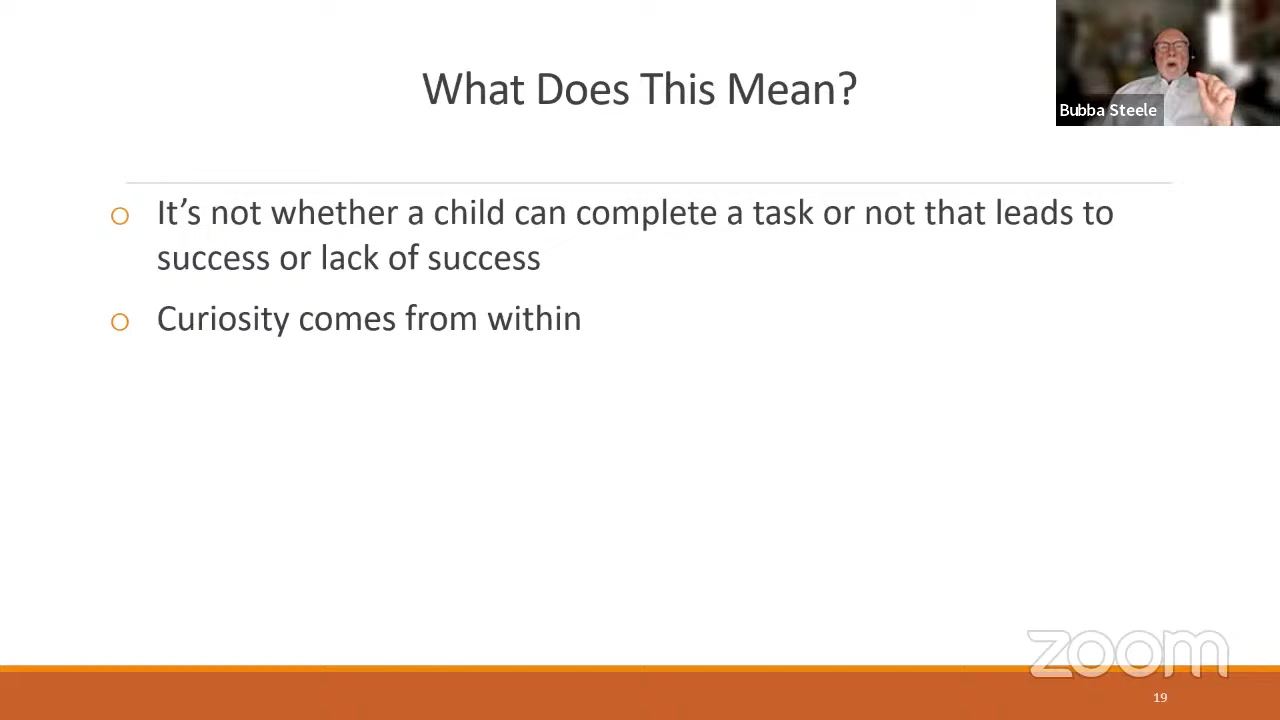 What Does This Mean?
Bubba Steele
It’s not whether a child can complete a task or not that leads to
success or lack of success
Curiosity comes from within
zoom
19